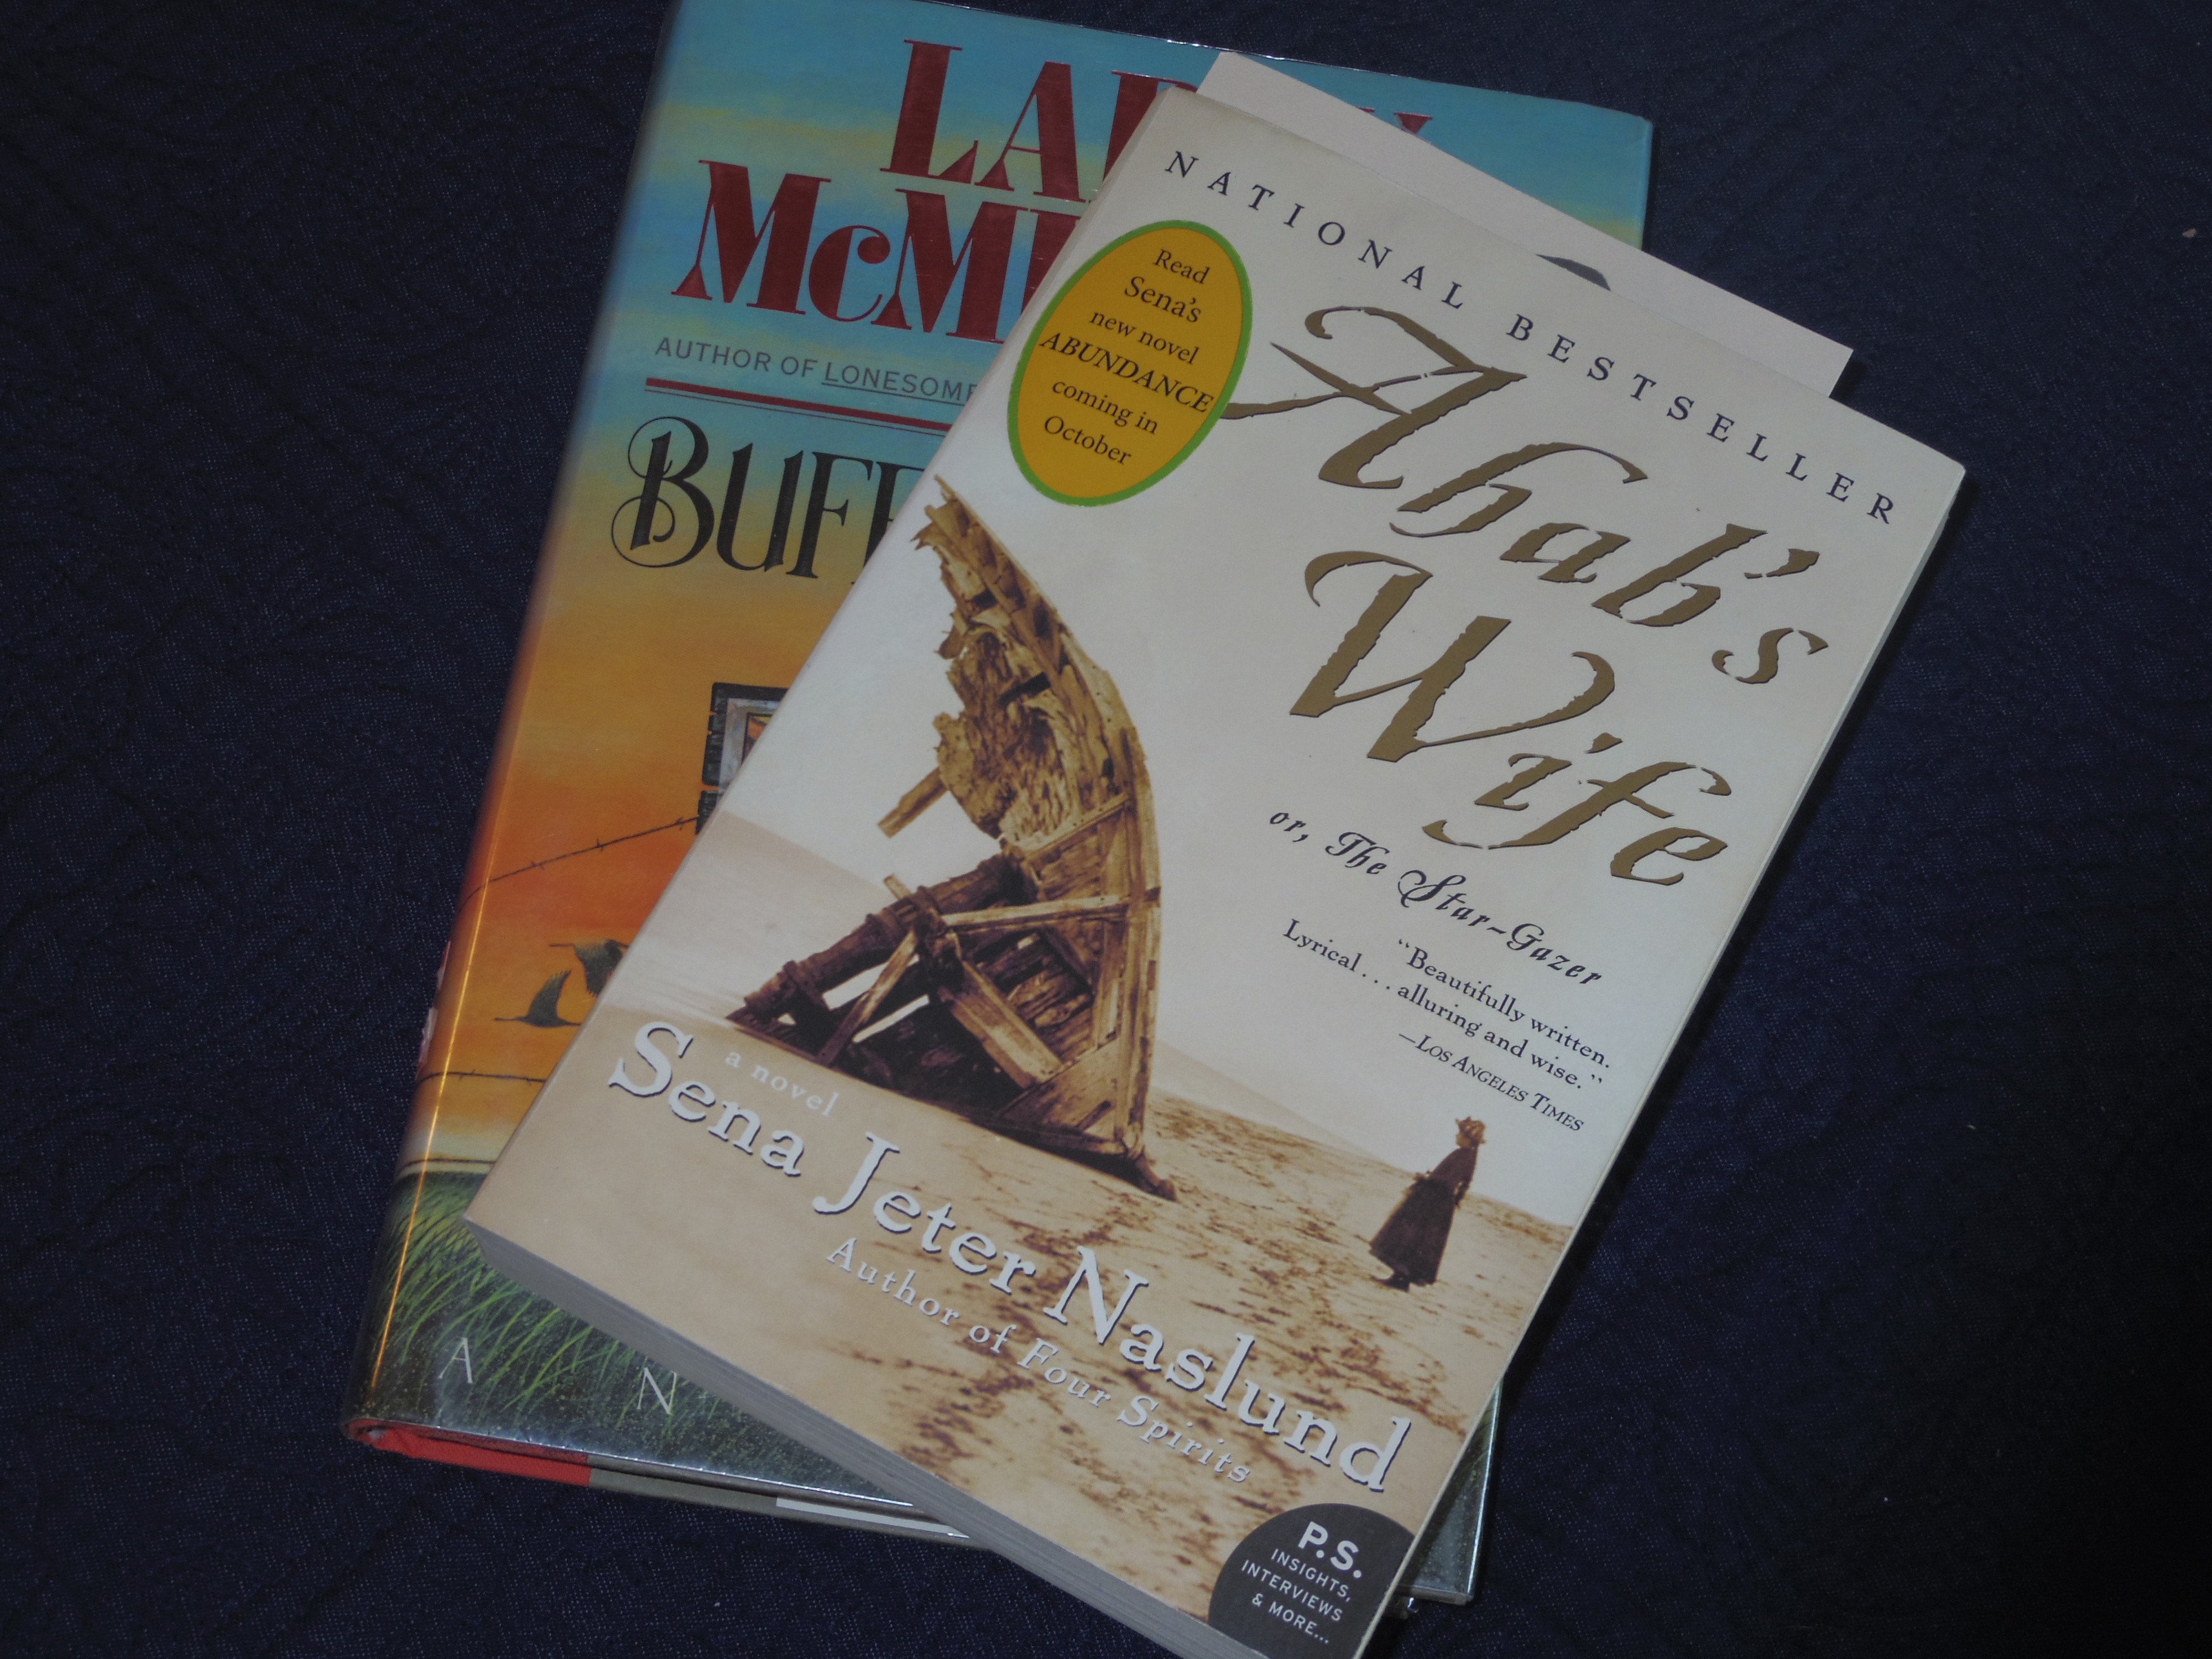 McM
AUTHOR OF LONESOME
A N
NATIONAL BESTSELLER
Read
Sena's
new novel
ABUNDANCE
coming in
October
Ahab's
Wife
or, The Star-Gazer
"Beautifully written.
Lyrical... alluring and wise."
—LOS ANGELES TIMES
a novel
Sena Jeter Naslund
Author of Four Spirits
P.S.
INSIGHTS,
INTERVIEWS
& MORE...